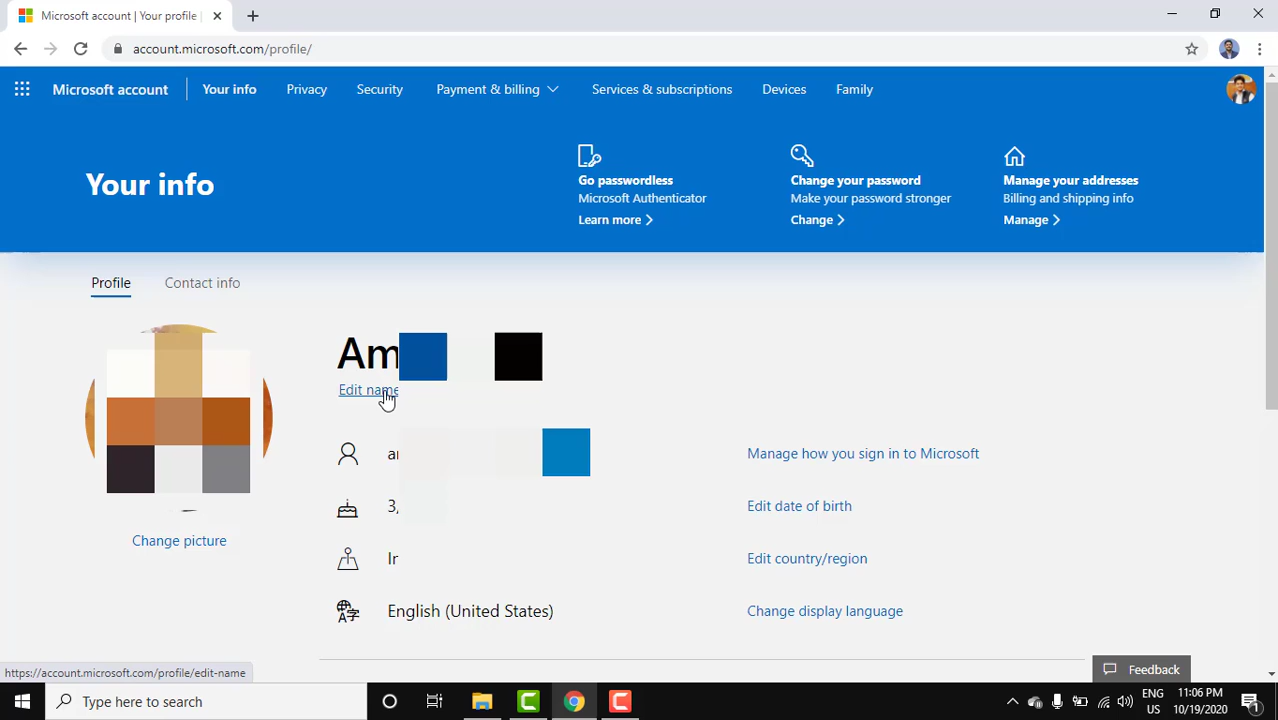 Microsoft account | Your profile
account.microsoft.com/profile/
Microsoft account Your info Privacy Security Payment & billing Services & subscriptions Devices Family
Your info
Go passwordless
Microsoft Authenticator
Learn more
Change your password
Make your password stronger
Change
Manage your addresses
Billing and shipping info
Manage
Profile Contact info
Am
Edit name
Manage how you sign in to Microsoft
3,
Edit date of birth
Edit country/region
English (United States)
Change display language
Change picture
https://account.microsoft.com/profile/edit-name
Feedback
Type here to search
ENG
US
11:06 PM
10/19/2020
1